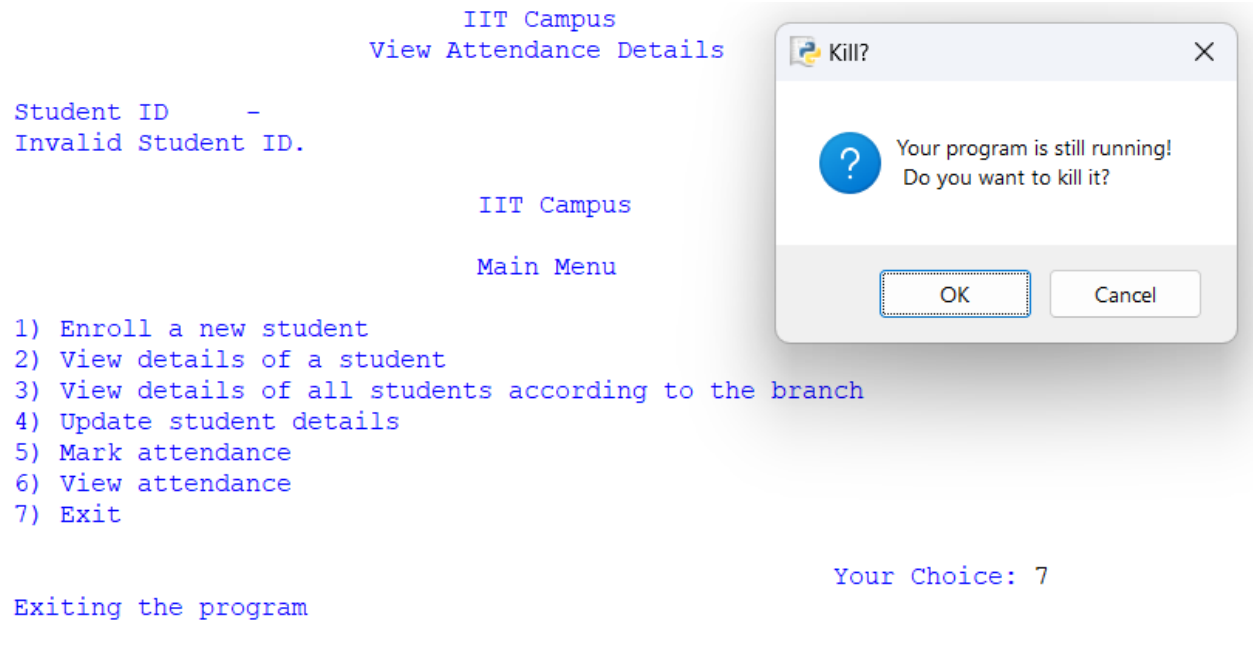 IIT Campus
View Attendance Details
Student ID     -
Invalid Student ID.
IIT Campus
Main Menu
1) Enroll a new student
2) View details of a student
3) View details of all students according to the branch
4) Update student details
5) Mark attendance
6) View attendance
7) Exit
Your Choice: 7
Exiting the program
Kill?
Your program is still running!
Do you want to kill it?
OK
Cancel